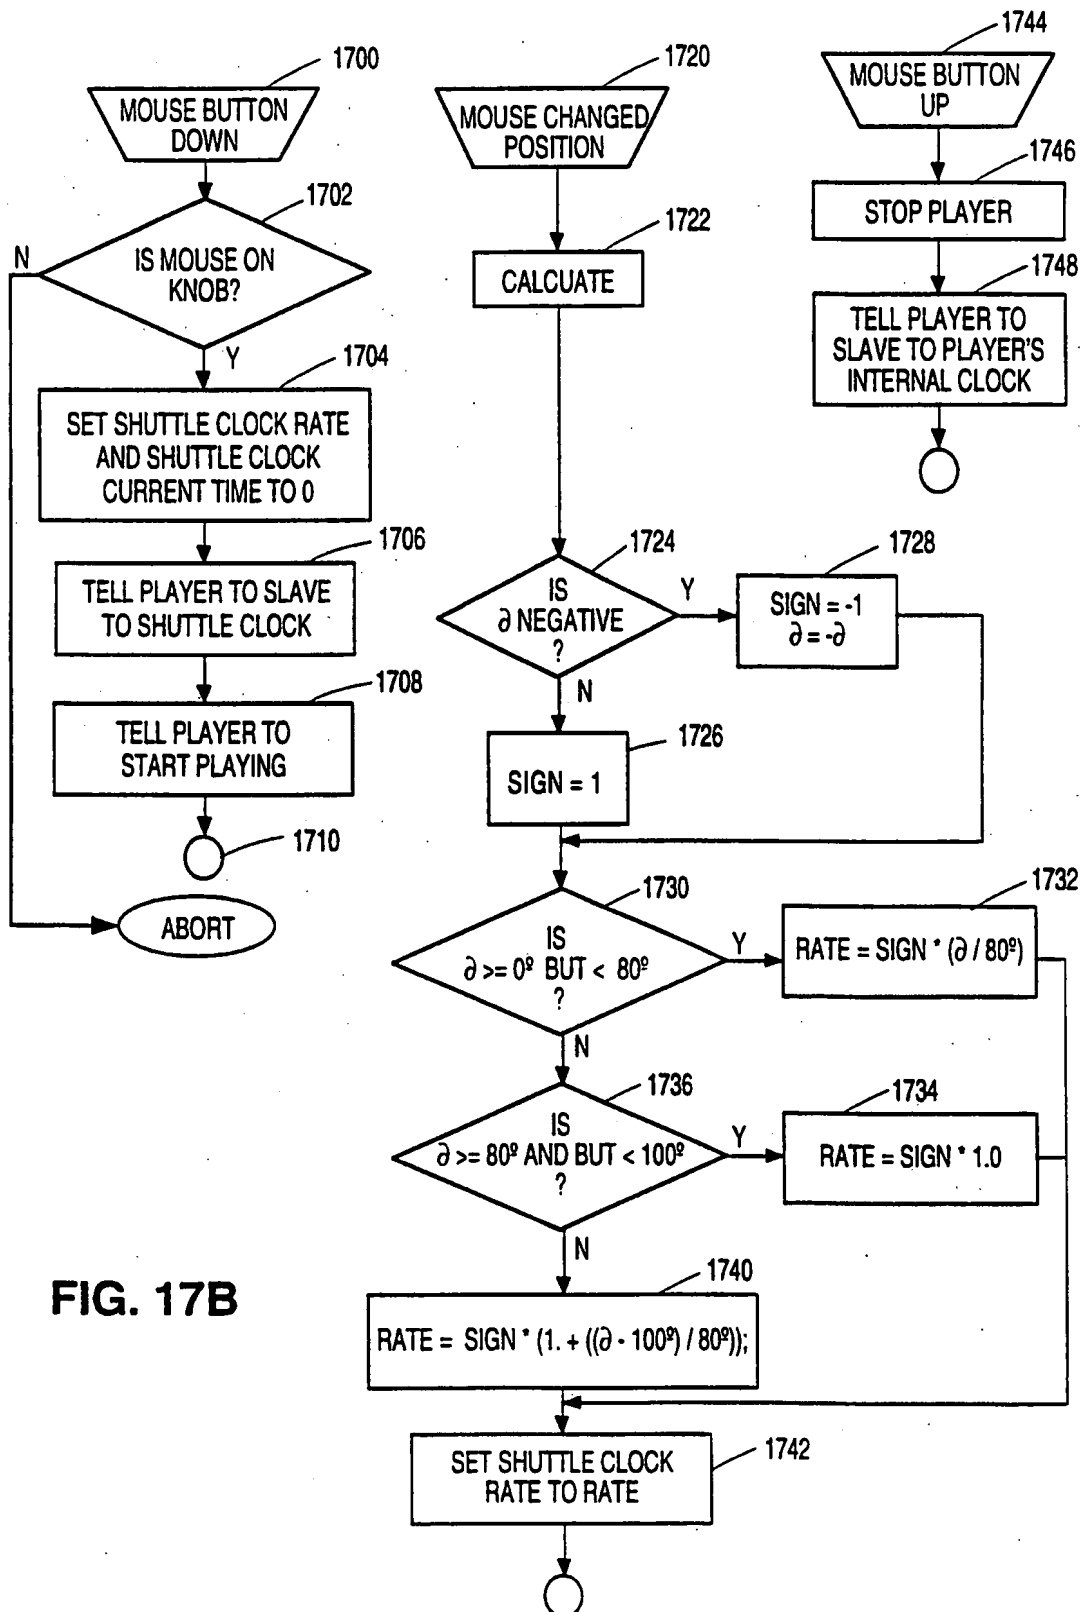 1700
MOUSE BUTTON
DOWN
1702
IS MOUSE ON
KNOB?
N
Y
1704
SET SHUTTLE CLOCK RATE
AND SHUTTLE CLOCK
CURRENT TIME TO 0
1706
TELL PLAYER TO SLAVE
TO SHUTTLE CLOCK
1708
TELL PLAYER TO
START PLAYING
1710
ABORT
1720
MOUSE CHANGED
POSITION
1722
CALCUATE
1724
IS
∂ NEGATIVE
?
Y
N
1728
SIGN = -1
∂ = -∂
1726
SIGN = 1
1730
IS
∂ >= 0º BUT < 80º
?
Y
N
1732
RATE = SIGN * (∂ / 80º)
1736
IS
∂ >= 80º AND BUT < 100º
?
Y
N
1734
RATE = SIGN * 1.0
1740
RATE = SIGN * (1. + ((∂ - 100º) / 80º));
1742
SET SHUTTLE CLOCK
RATE TO RATE
1744
MOUSE BUTTON
UP
1746
STOP PLAYER
1748
TELL PLAYER TO
SLAVE TO PLAYER'S
INTERNAL CLOCK
FIG. 17B